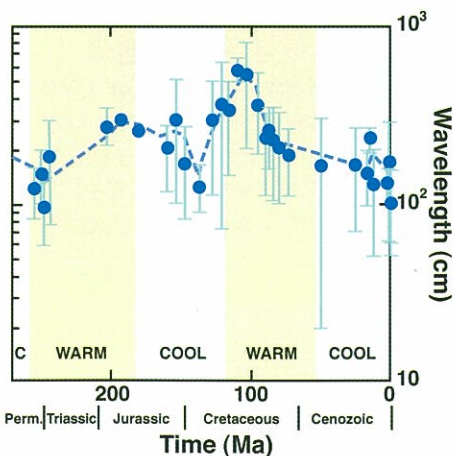 10³
10²
10
Wavelength (cm)
C WARM COOL WARM COOL
200 100 0
Perm. Triassic Jurassic Cretaceous Cenozoic
Time (Ma)